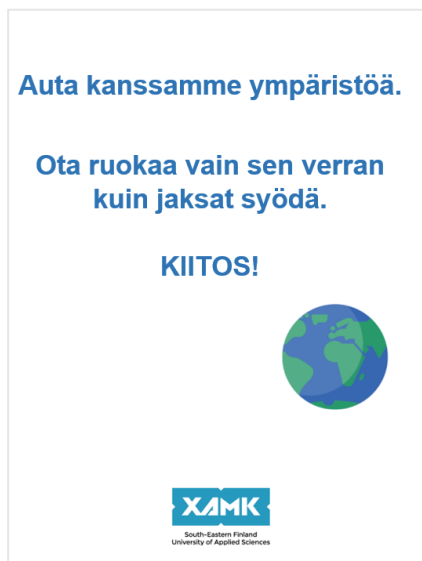 Auta kanssamme ympäristöä.
Ota ruokaa vain sen verran
kuin jaksat syödä.
KIITOS!
XAMK
South-Eastern Finland
University of Applied Sciences